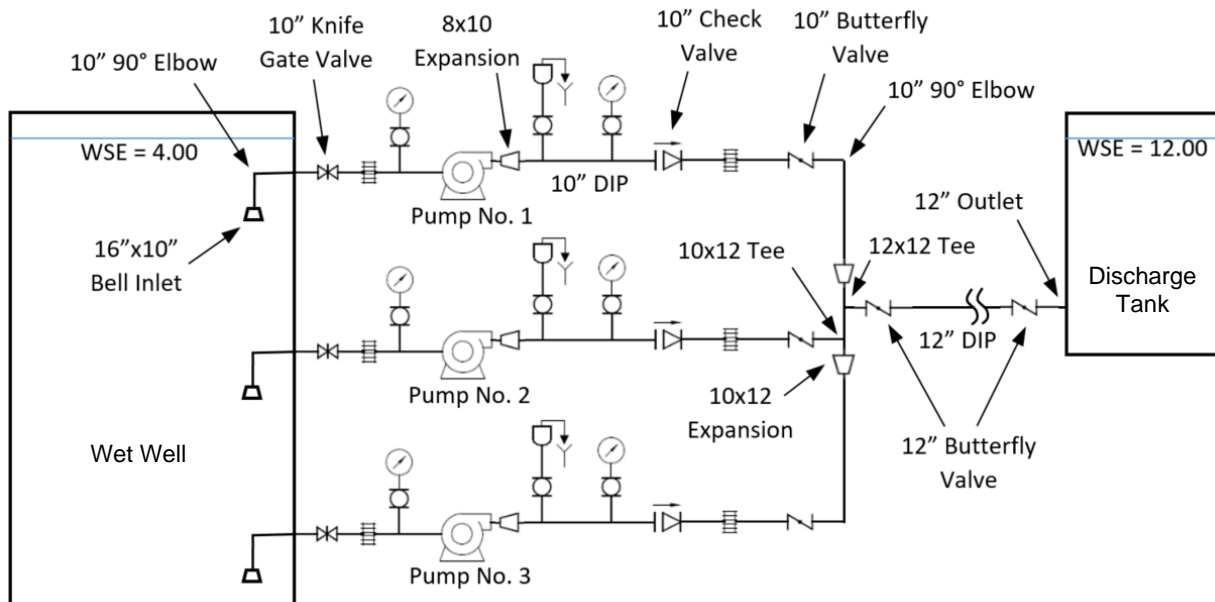 10” 90° Elbow
10” Knife
Gate Valve
8x10
Expansion
10” Check
Valve
10” Butterfly
Valve
10” 90° Elbow
WSE = 4.00
WSE = 12.00
10” DIP
Pump No. 1
16”x10”
Bell Inlet
10x12 Tee
12x12 Tee
12” Outlet
Discharge
Tank
12” DIP
Pump No. 2
10x12
Expansion
12” Butterfly
Valve
Wet Well
Pump No. 3